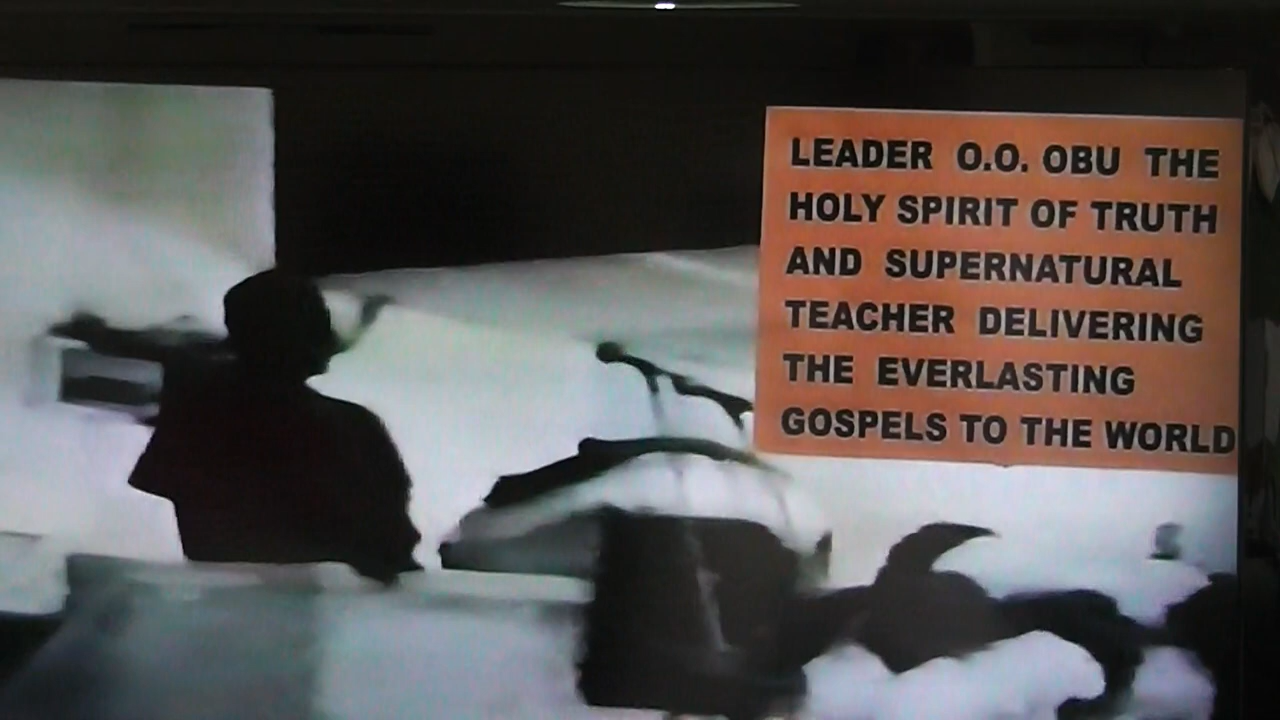 LEADER O.O. OBU THE
HOLY SPIRIT OF TRUTH
AND SUPERNATURAL
TEACHER DELIVERING
THE EVERLASTING
GOSPELS TO THE WORLD